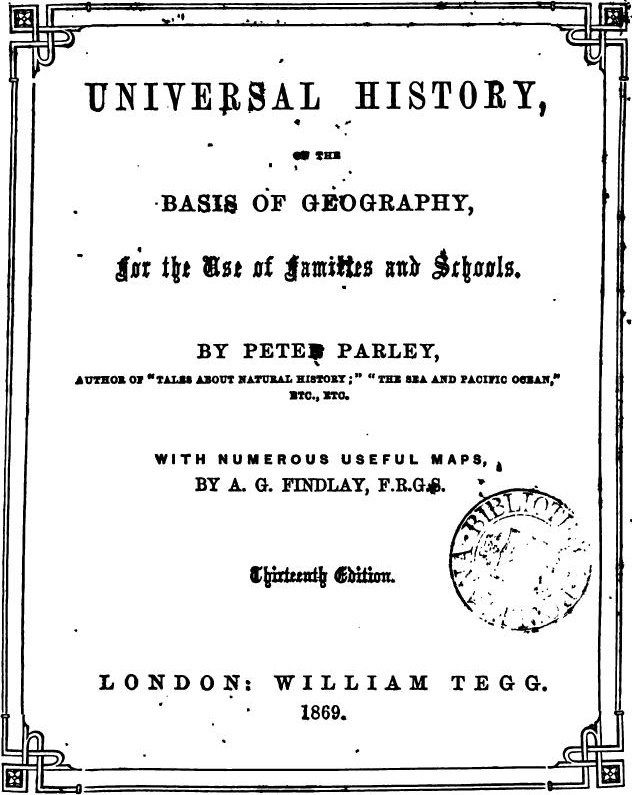 UNIVERSAL HISTORY,
ON THE
BASIS OF GEOGRAPHY,
For the Use of Families and Schools.
BY PETER PARLEY,
AUTHOR OF "TALES ABOUT NATURAL HISTORY;" "THE SEA AND PACIFIC OCEAN,"
ETC., ETC.
WITH NUMEROUS USEFUL MAPS,
BY A. G. FINDLAY, F.R.G.S.
Thirteenth Edition.
LONDON: WILLIAM TEGG.
1869.